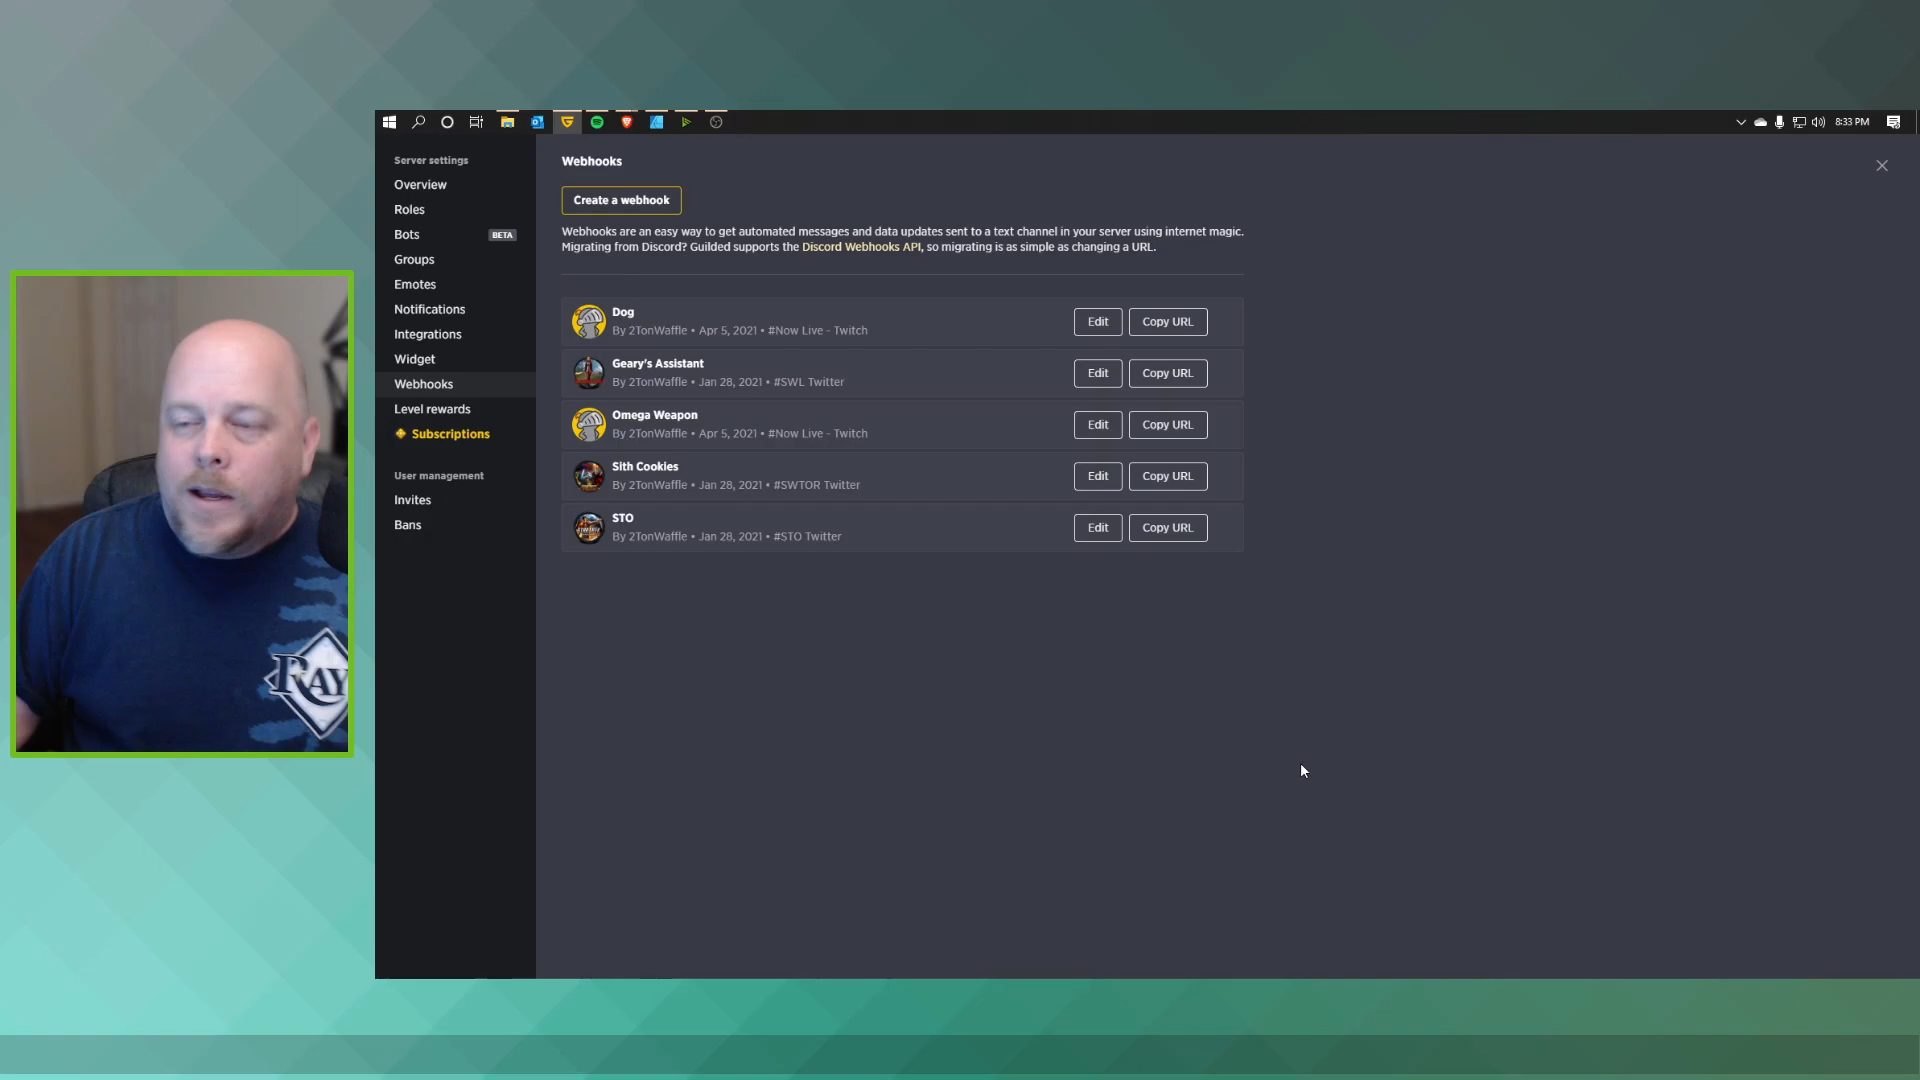 8:33 PM
Server settings
Overview
Roles
Bots BETA
Groups
Emotes
Notifications
Integrations
Widget
Webhooks
Level rewards
Subscriptions
User management
Invites
Bans
Webhooks
Create a webhook
Webhooks are an easy way to get automated messages and data updates sent to a text channel in your server using internet magic.
Migrating from Discord? Guilded supports the Discord Webhooks API, so migrating is as simple as changing a URL.
Dog
By 2TonWaffle • Apr 5, 2021 • #Now Live - Twitch
Edit Copy URL
Geary's Assistant
By 2TonWaffle • Jan 28, 2021 • #SWL Twitter
Edit Copy URL
Omega Weapon
By 2TonWaffle • Apr 5, 2021 • #Now Live - Twitch
Edit Copy URL
Sith Cookies
By 2TonWaffle • Jan 28, 2021 • #SWTOR Twitter
Edit Copy URL
STO
By 2TonWaffle • Jan 28, 2021 • #STO Twitter
Edit Copy URL
RAY